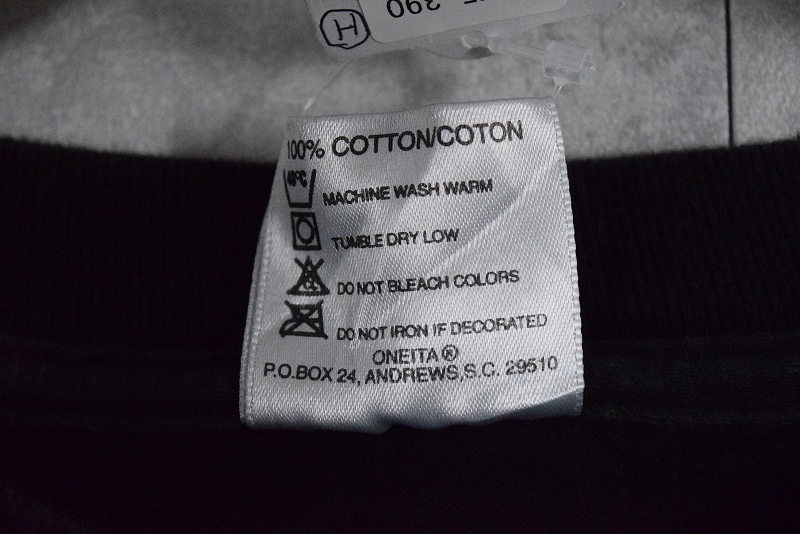 390
H
100% COTTON/COTON
40°C
MACHINE WASH WARM
TUMBLE DRY LOW
DO NOT BLEACH COLORS
DO NOT IRON IF DECORATED
ONEITA®
P.O.BOX 24, ANDREWS,S.C. 29510